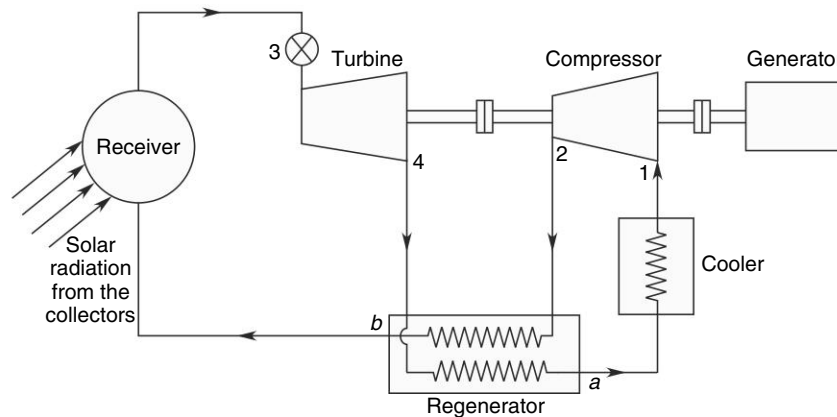 3
Turbine
Compressor
Generato
Receiver
4
2
1
Solar
radiation
from the
collectors
Cooler
b
a
Regenerator